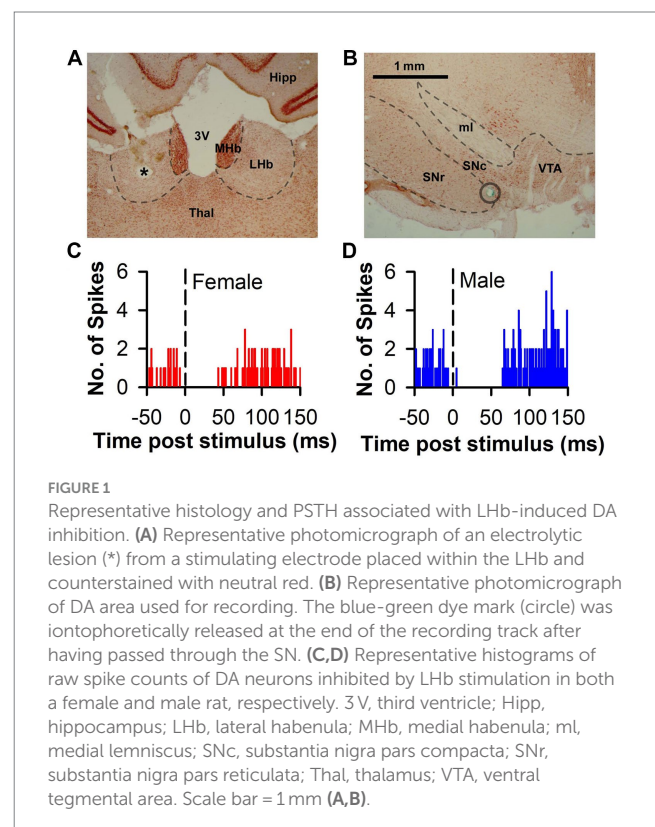 A
B
Hipp
1 mm
3V
ml
MHb
LHb
SNc
VTA
*
SNr
Thal
C
D
No. of Spikes
6
4
2
0
Female
-50 0 50 100 150
Time post stimulus (ms)
No. of Spikes
6
4
2
0
Male
-50 0 50 100 150
Time post stimulus (ms)
FIGURE 1
Representative histology and PSTH associated with LHb-induced DA
inhibition. (A) Representative photomicrograph of an electrolytic
lesion (*) from a stimulating electrode placed within the LHb and
counterstained with neutral red. (B) Representative photomicrograph
of DA area used for recording. The blue-green dye mark (circle) was
iontophoretically released at the end of the recording track after
having passed through the SN. (C,D) Representative histograms of
raw spike counts of DA neurons inhibited by LHb stimulation in both
a female and male rat, respectively. 3 V, third ventricle; Hipp,
hippocampus; LHb, lateral habenula; MHb, medial habenula; ml,
medial lemniscus; SNc, substantia nigra pars compacta; SNr,
substantia nigra pars reticulata; Thal, thalamus; VTA, ventral
tegmental area. Scale bar = 1 mm (A,B).